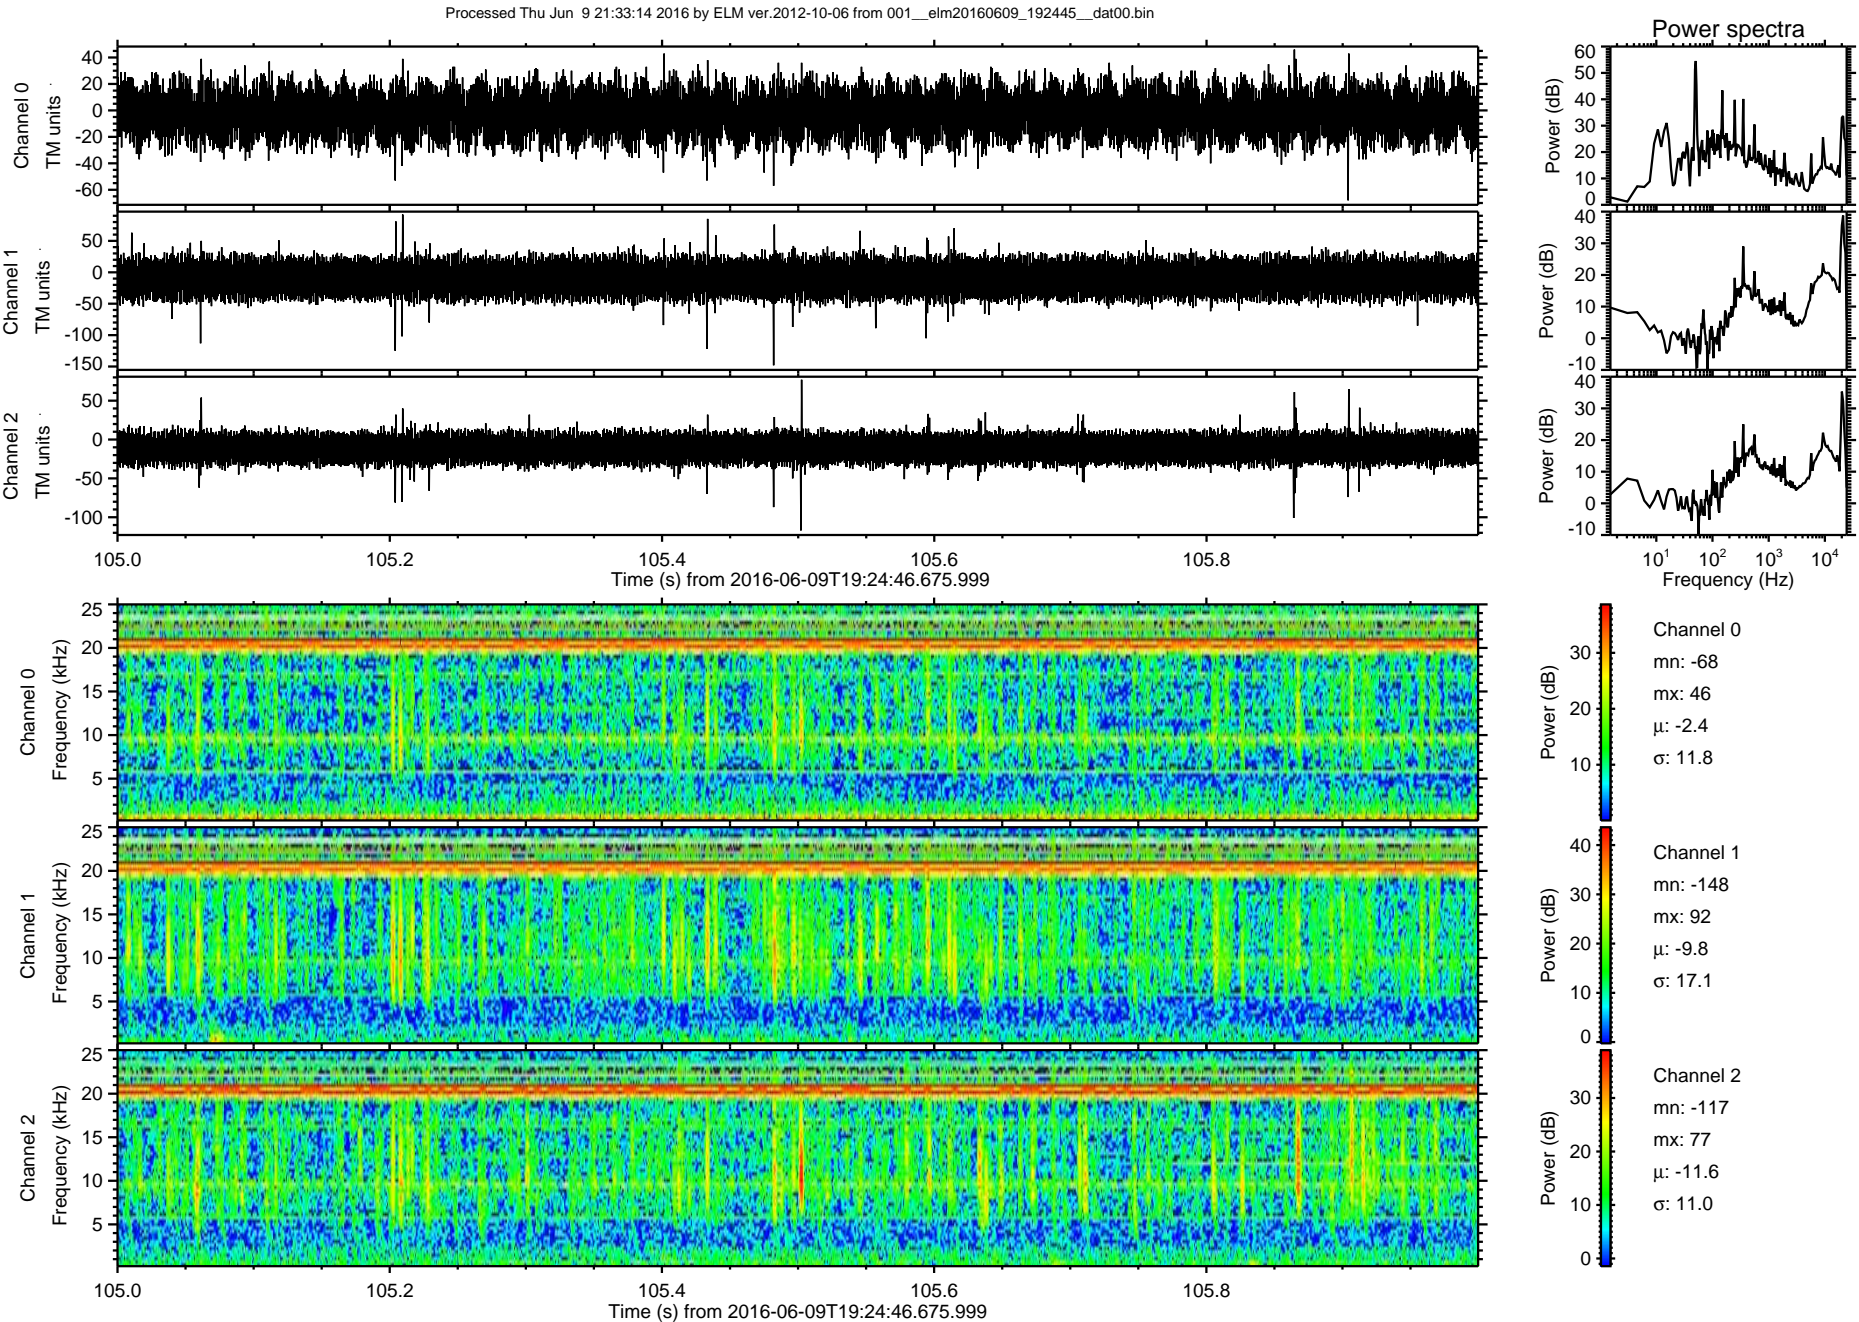 Processed Thu Jun  9 21:33:14 2016 by ELM ver.2012-10-06 from 001__elm20160609_192445__dat00.bin
Power spectra
Channel 0
TM units
40
20
0
-20
-40
-60
Power (dB)
60
50
40
30
20
10
0
Channel 1
TM units
50
0
-50
-100
-150
Power (dB)
40
30
20
10
0
-10
Channel 2
TM units
50
0
-50
-100
Power (dB)
40
30
20
10
0
-10
105.0 105.2 105.4 105.6 105.8
Time (s) from 2016-06-09T19:24:46.675.999
10¹ 10² 10³ 10⁴
Frequency (Hz)
Channel 0
Frequency (kHz)
25
20
15
10
5
Power (dB)
30
20
10
Channel 0
mn: -68
mx: 46
µ: -2.4
σ: 11.8
Channel 1
Frequency (kHz)
25
20
15
10
5
Power (dB)
40
30
20
10
0
Channel 1
mn: -148
mx: 92
µ: -9.8
σ: 17.1
Channel 2
Frequency (kHz)
25
20
15
10
5
Power (dB)
30
20
10
0
Channel 2
mn: -117
mx: 77
µ: -11.6
σ: 11.0
105.0 105.2 105.4 105.6 105.8
Time (s) from 2016-06-09T19:24:46.675.999